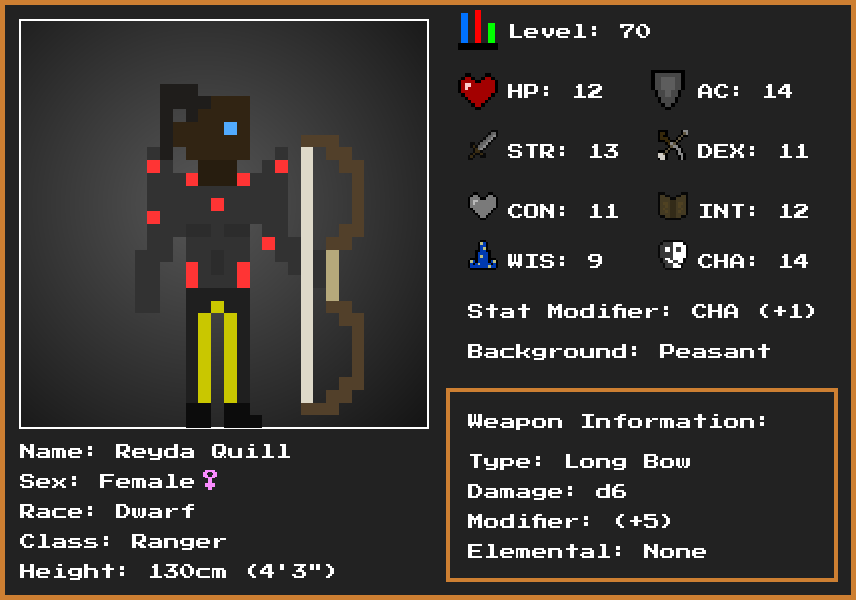 Level: 70
HP: 12
AC: 14
STR: 13
DEX: 11
CON: 11
INT: 12
WIS: 9
CHA: 14
Stat Modifier: CHA (+1)
Background: Peasant
Weapon Information:
Type: Long Bow
Damage: d6
Modifier: (+5)
Elemental: None
Name: Reyda Quill
Sex: Female♀
Race: Dwarf
Class: Ranger
Height: 130cm (4'3")